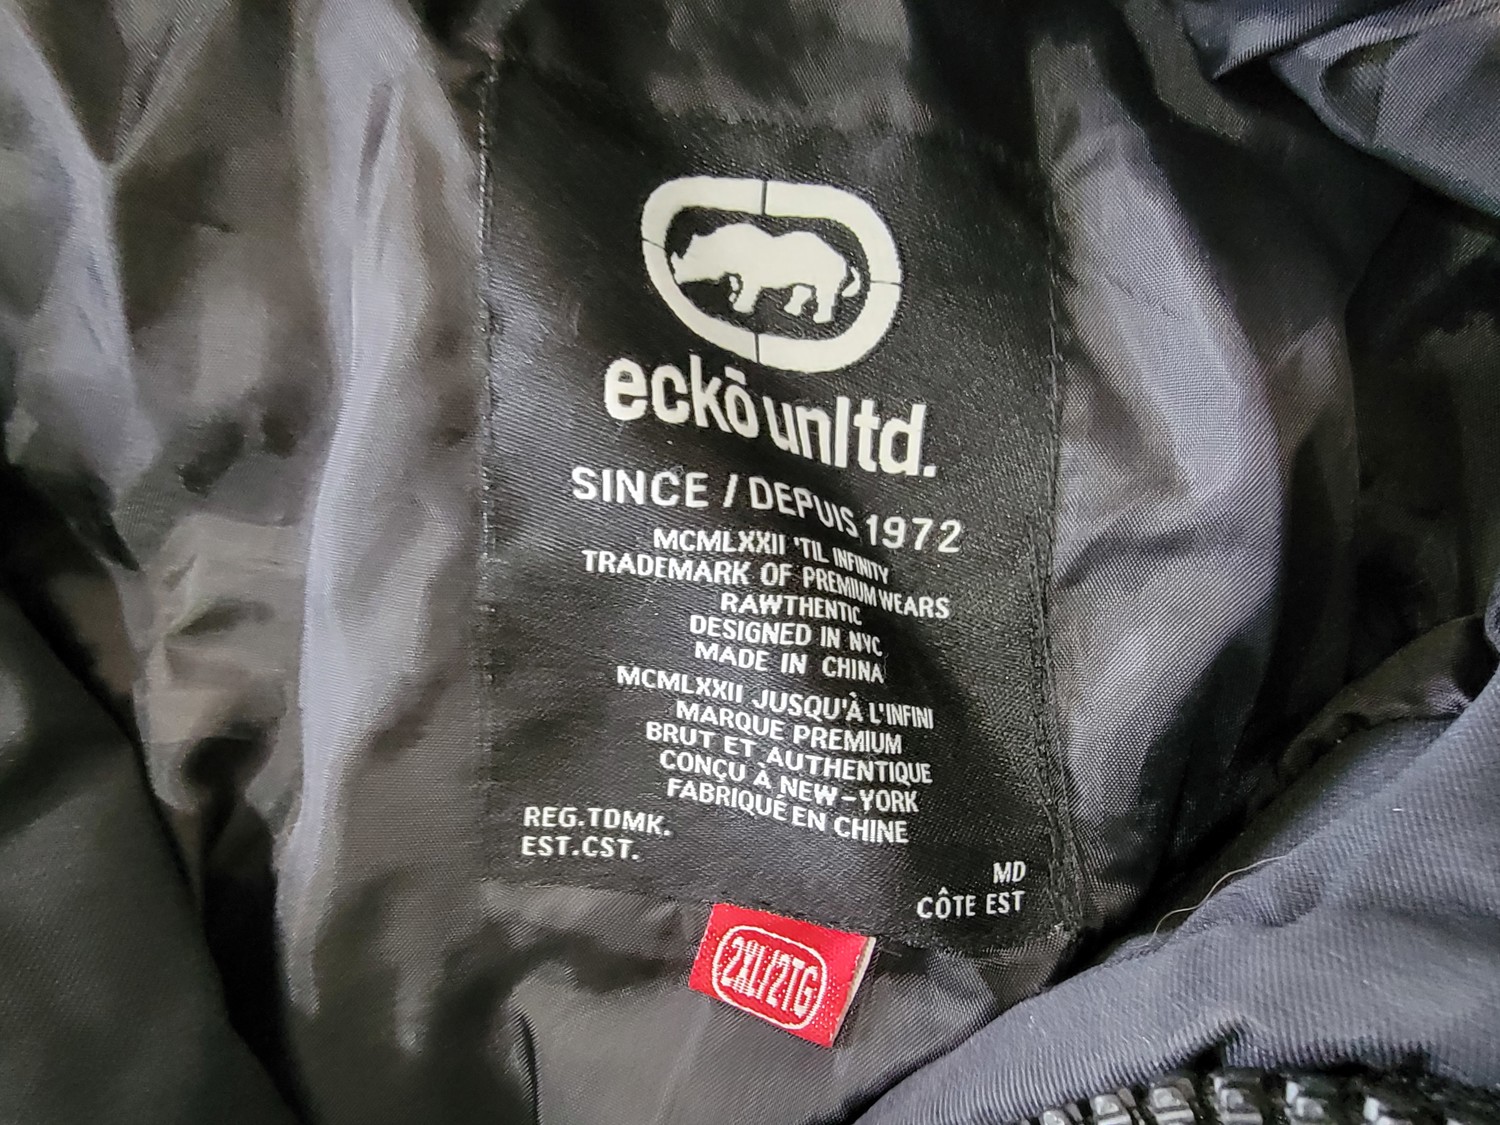 eckō unltd.
SINCE / DEPUIS 1972
MCMLXXII 'TIL INFINITY
TRADEMARK OF PREMIUM WEARS
RAWTHENTIC
DESIGNED IN NYC
MADE IN CHINA
MCMLXXII JUSQU'À L'INFINI
MARQUE PREMIUM
BRUT ET AUTHENTIQUE
CONÇU À NEW-YORK
FABRIQUÉ EN CHINE
REG.TDMK.
EST.CST.
MD
CÔTE EST
2XL/2TG